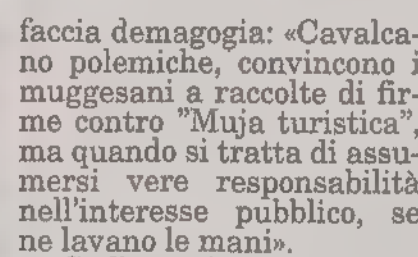 faccia demagogia: «Cavalca-
no polemiche, convincono i
muggesani a raccolte di fir-
me contro "Muja turistica",
ma quando si tratta di assu-
mersi vere responsabilità
nell'interesse pubblico, se
ne lavano le mani».